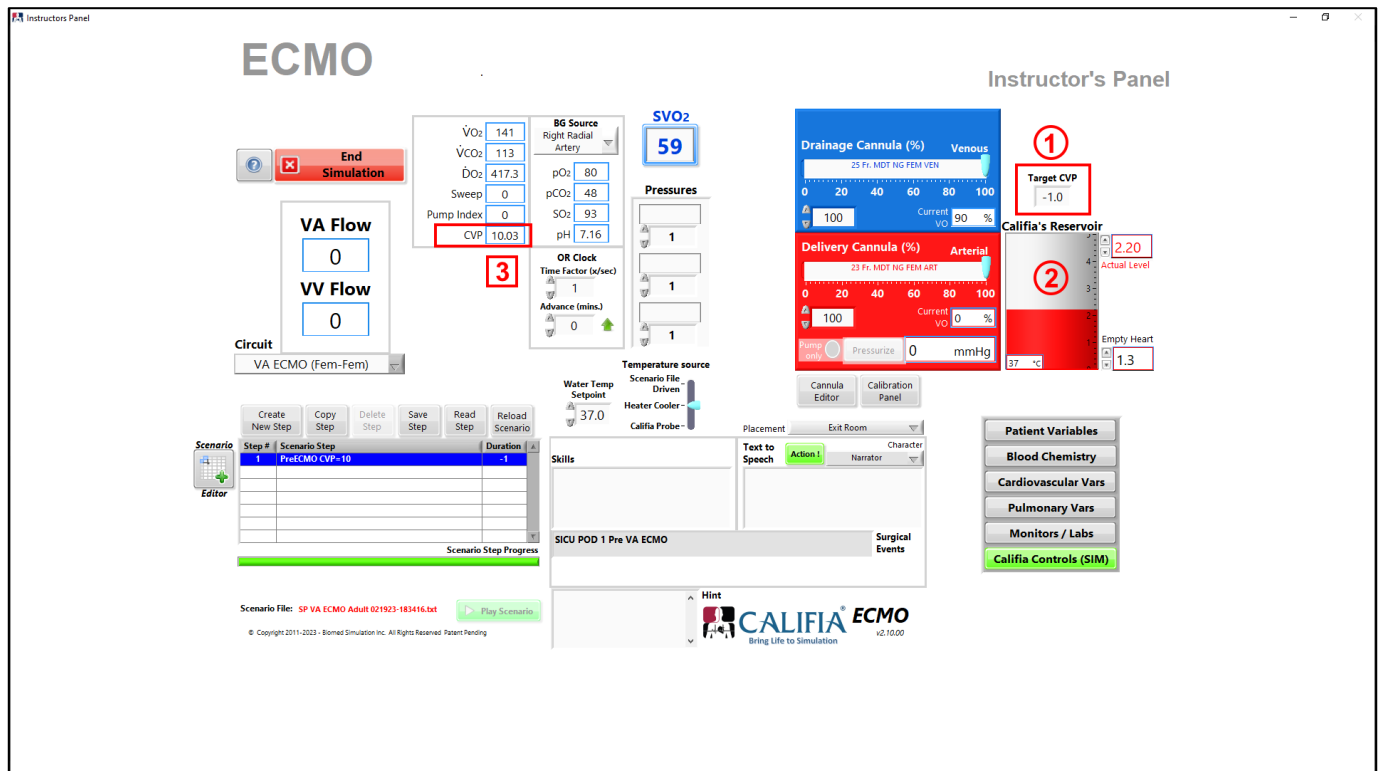 Instructors Panel
ECMO
Instructor's Panel
V̇O2 141
V̇CO2 113
ḊO2 417.3
Sweep 0
Pump Index 0
CVP 10.03
3
BG Source
Right Radial
Artery
pO2 80
pCO2 48
SO2 93
pH 7.16
SVO2
59
End
Simulation
VA Flow
0
VV Flow
0
Circuit
VA ECMO (Fem-Fem)
OR Clock
Time Factor (x/sec)
1
Advance (mins.)
0
Pressures
1
1
1
Drainage Cannula (%) Venous
25 Fr. MDT NG FEM VEN
0 20 40 60 80 100
100
Current
VO 90 %
Delivery Cannula (%) Arterial
23 Fr. MDT NG FEM ART
0 20 40 60 80 100
100
Current
VO 0 %
Pump
only
Pressurize
0 mmHg
1
Target CVP
-1.0
Califia's Reservoir
5
4
3
2
1
2
2.20
Actual Level
Empty Heart
1.3
37 °C
Cannula
Editor
Calibration
Panel
Water Temp
Setpoint
37.0
Temperature source
Scenario File
Driven
Heater Cooler
Califia Probe
Create
New Step
Copy
Step
Delete
Step
Save
Step
Read
Step
Reload
Scenario
Scenario
Editor
Step # Scenario Step Duration
1 PreECMO CVP=10 -1
Scenario Step Progress
Placement Exit Room
Skills
Text to
Speech
Action !
Character
Narrator
SICU POD 1 Pre VA ECMO
Surgical
Events
Patient Variables
Blood Chemistry
Cardiovascular Vars
Pulmonary Vars
Monitors / Labs
Califia Controls (SIM)
Scenario File: SP VA ECMO Adult 021923-183416.txt
Play Scenario
© Copyright 2011-2023 - Biomed Simulation Inc. All Rights Reserved Patent Pending
Hint
CALIFIA® ECMO
v2.10.00
Bring Life to Simulation